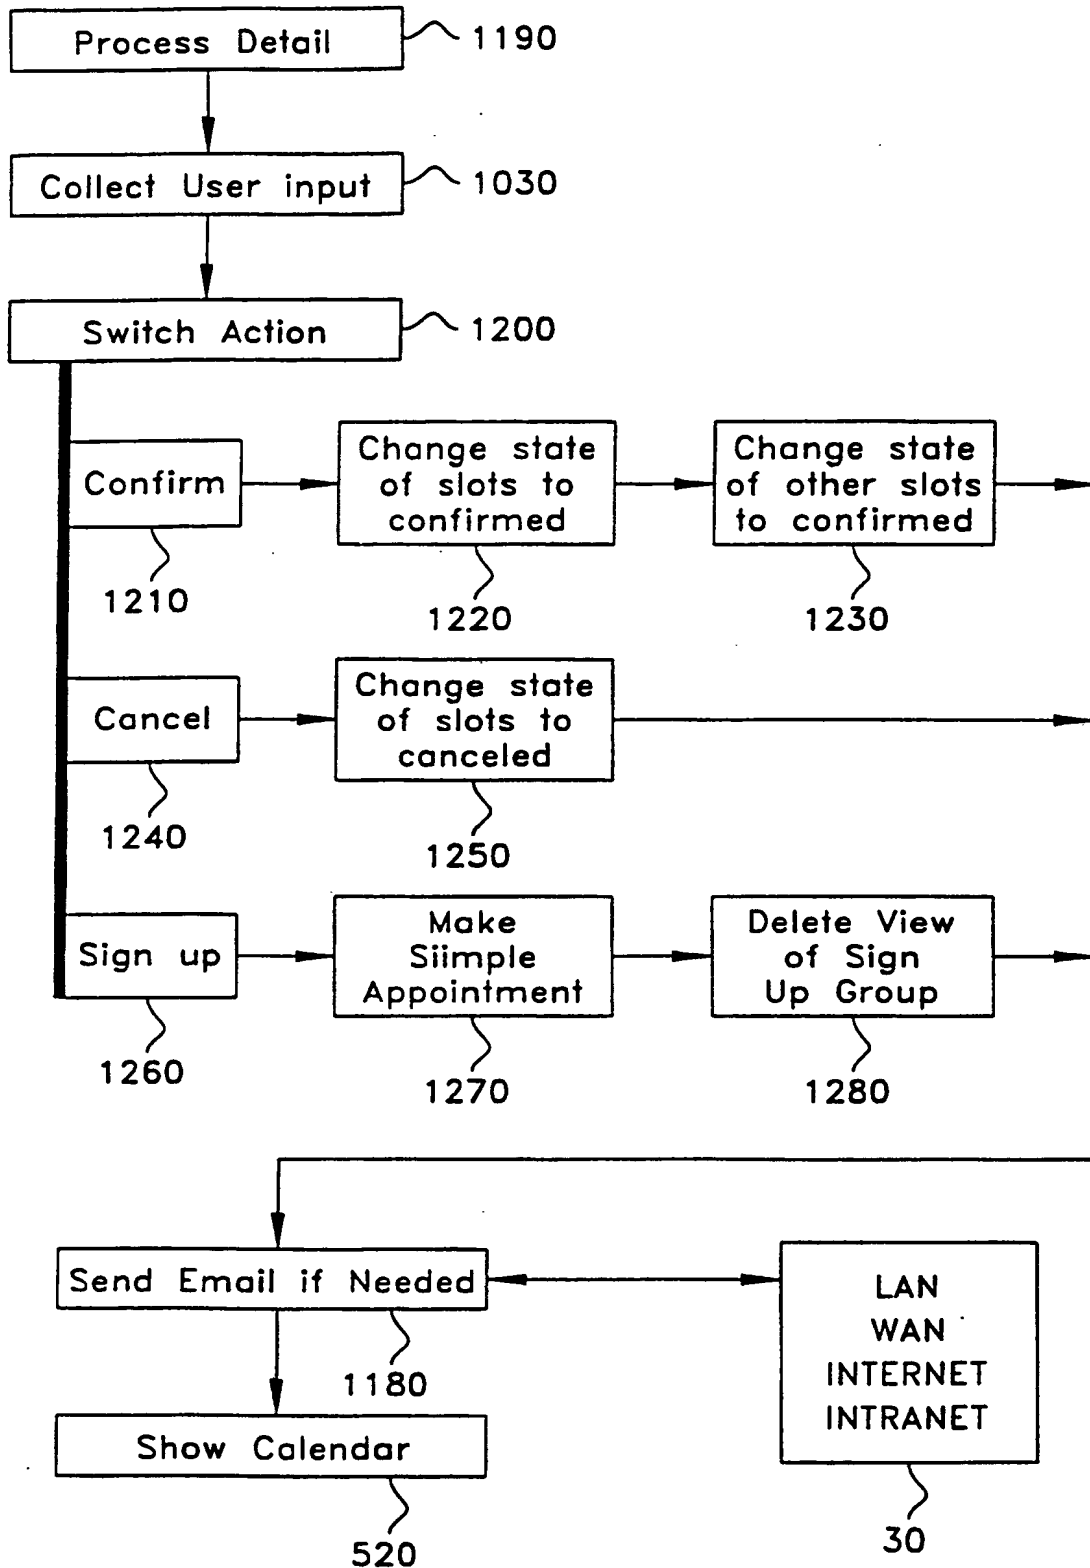 Process Detail
1190
Collect User input
1030
Switch Action
1200
Confirm
1210
Change state
of slots to
confirmed
1220
Change state
of other slots
to confirmed
1230
Cancel
1240
Change state
of slots to
canceled
1250
Sign up
1260
Make
Siimple
Appointment
1270
Delete View
of Sign
Up Group
1280
Send Email if Needed
1180
LAN
WAN
INTERNET
INTRANET
30
Show Calendar
520